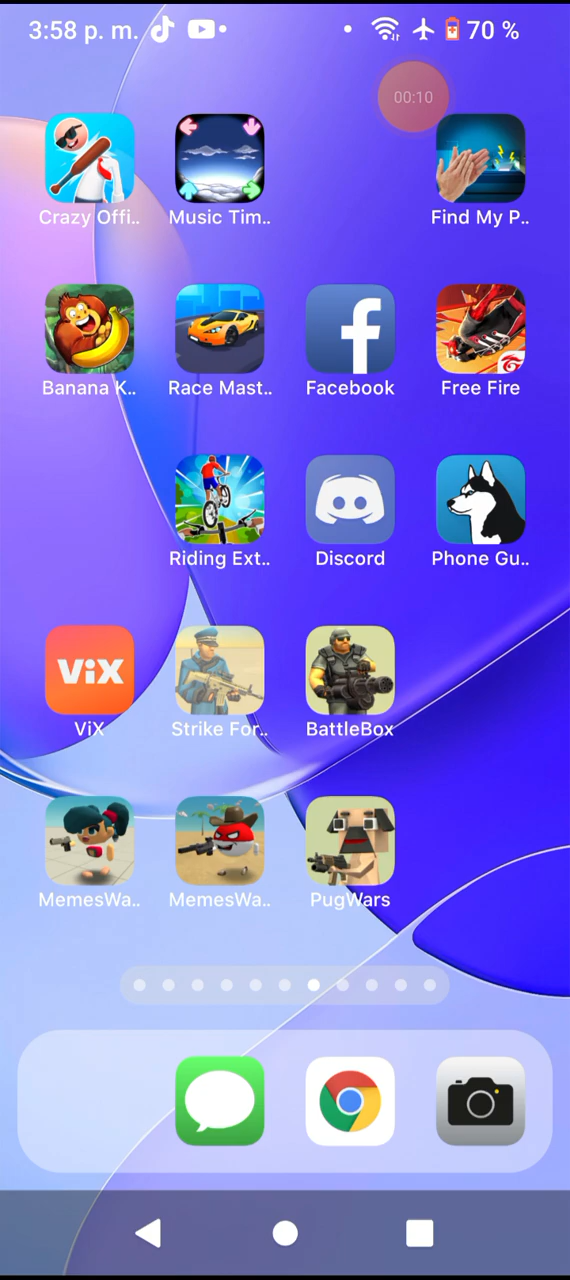 3:58 p. m.
70 %
00:10
Crazy Offi..
Music Tim..
Find My P..
Banana K..
Race Mast..
Facebook
Free Fire
Riding Ext..
Discord
Phone Gu..
ViX
ViX
Strike For..
BattleBox
MemesWa..
MemesWa..
PugWars